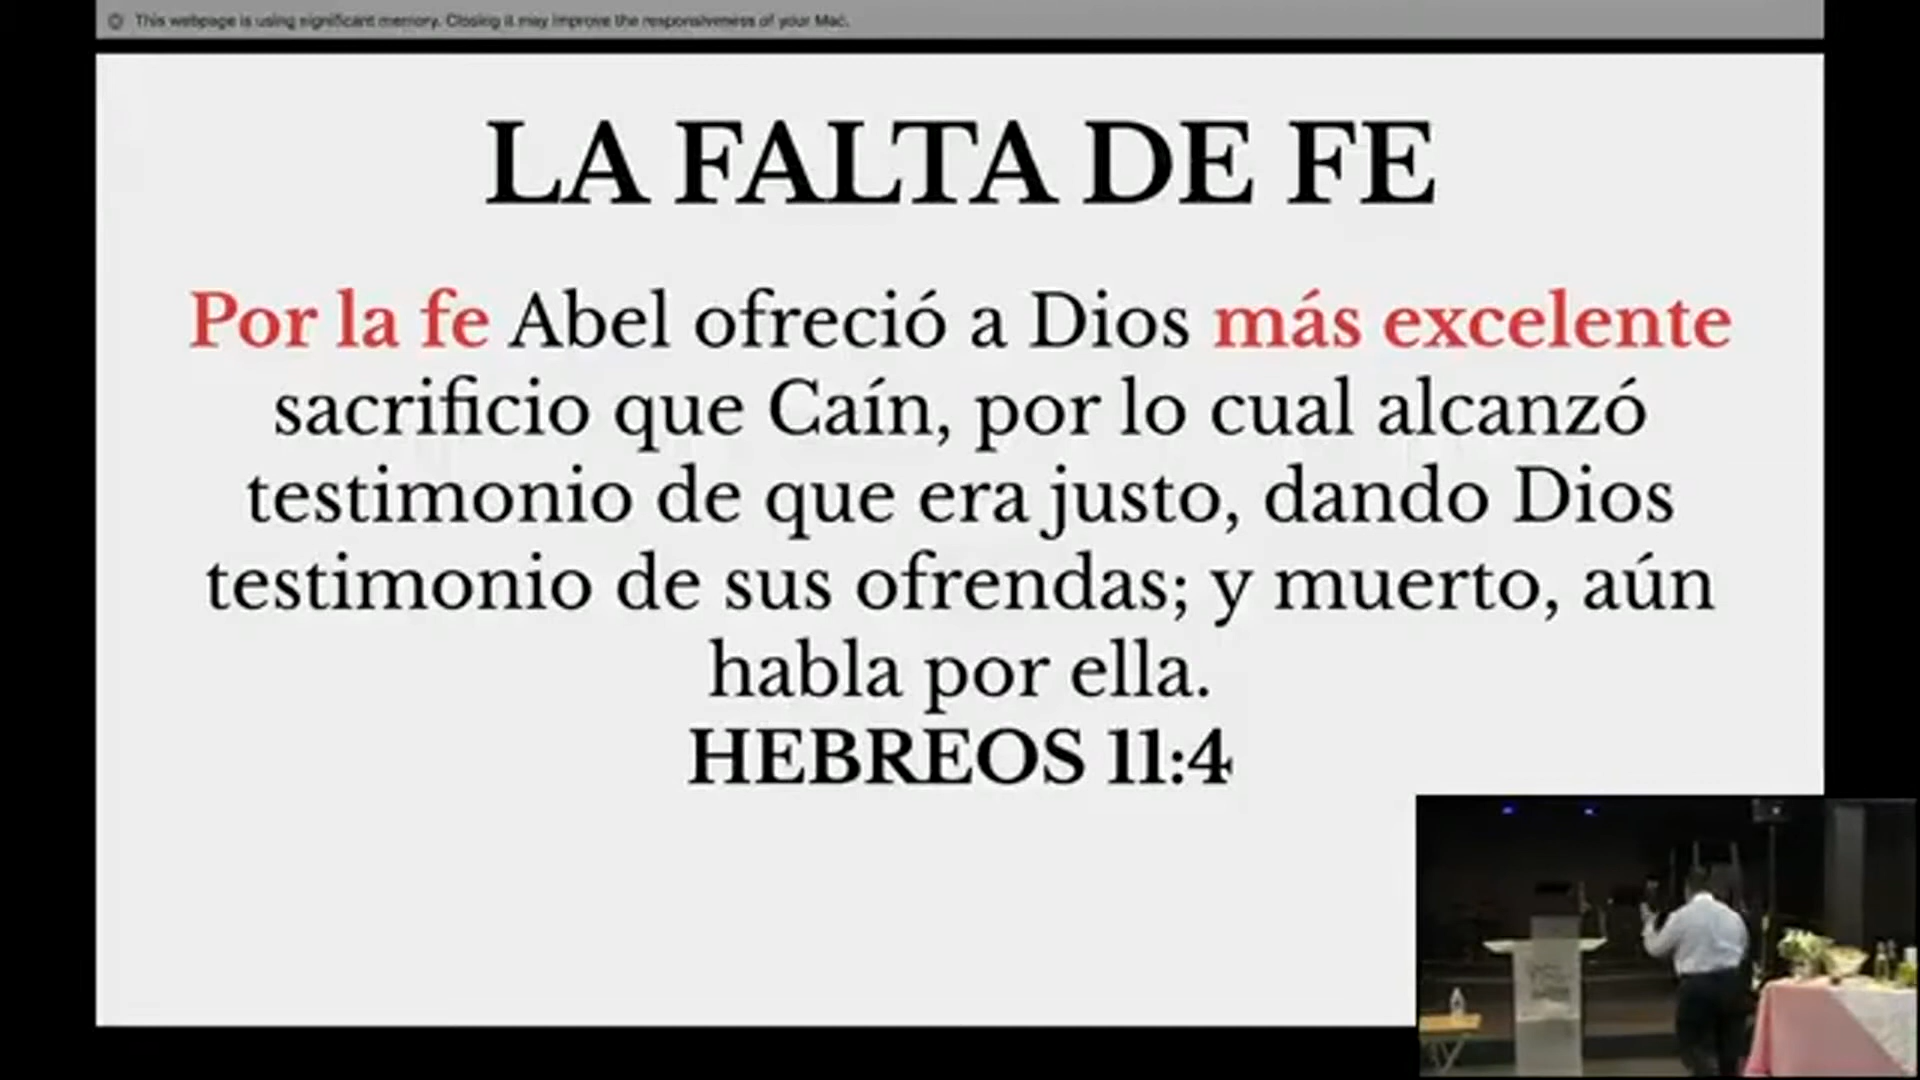 This webpage is using significant memory. Closing it may improve the responsiveness of your Mac.
LA FALTA DE FE
Por la fe Abel ofreció a Dios más excelente
sacrificio que Caín, por lo cual alcanzó
testimonio de que era justo, dando Dios
testimonio de sus ofrendas; y muerto, aún
habla por ella.
HEBREOS 11:4